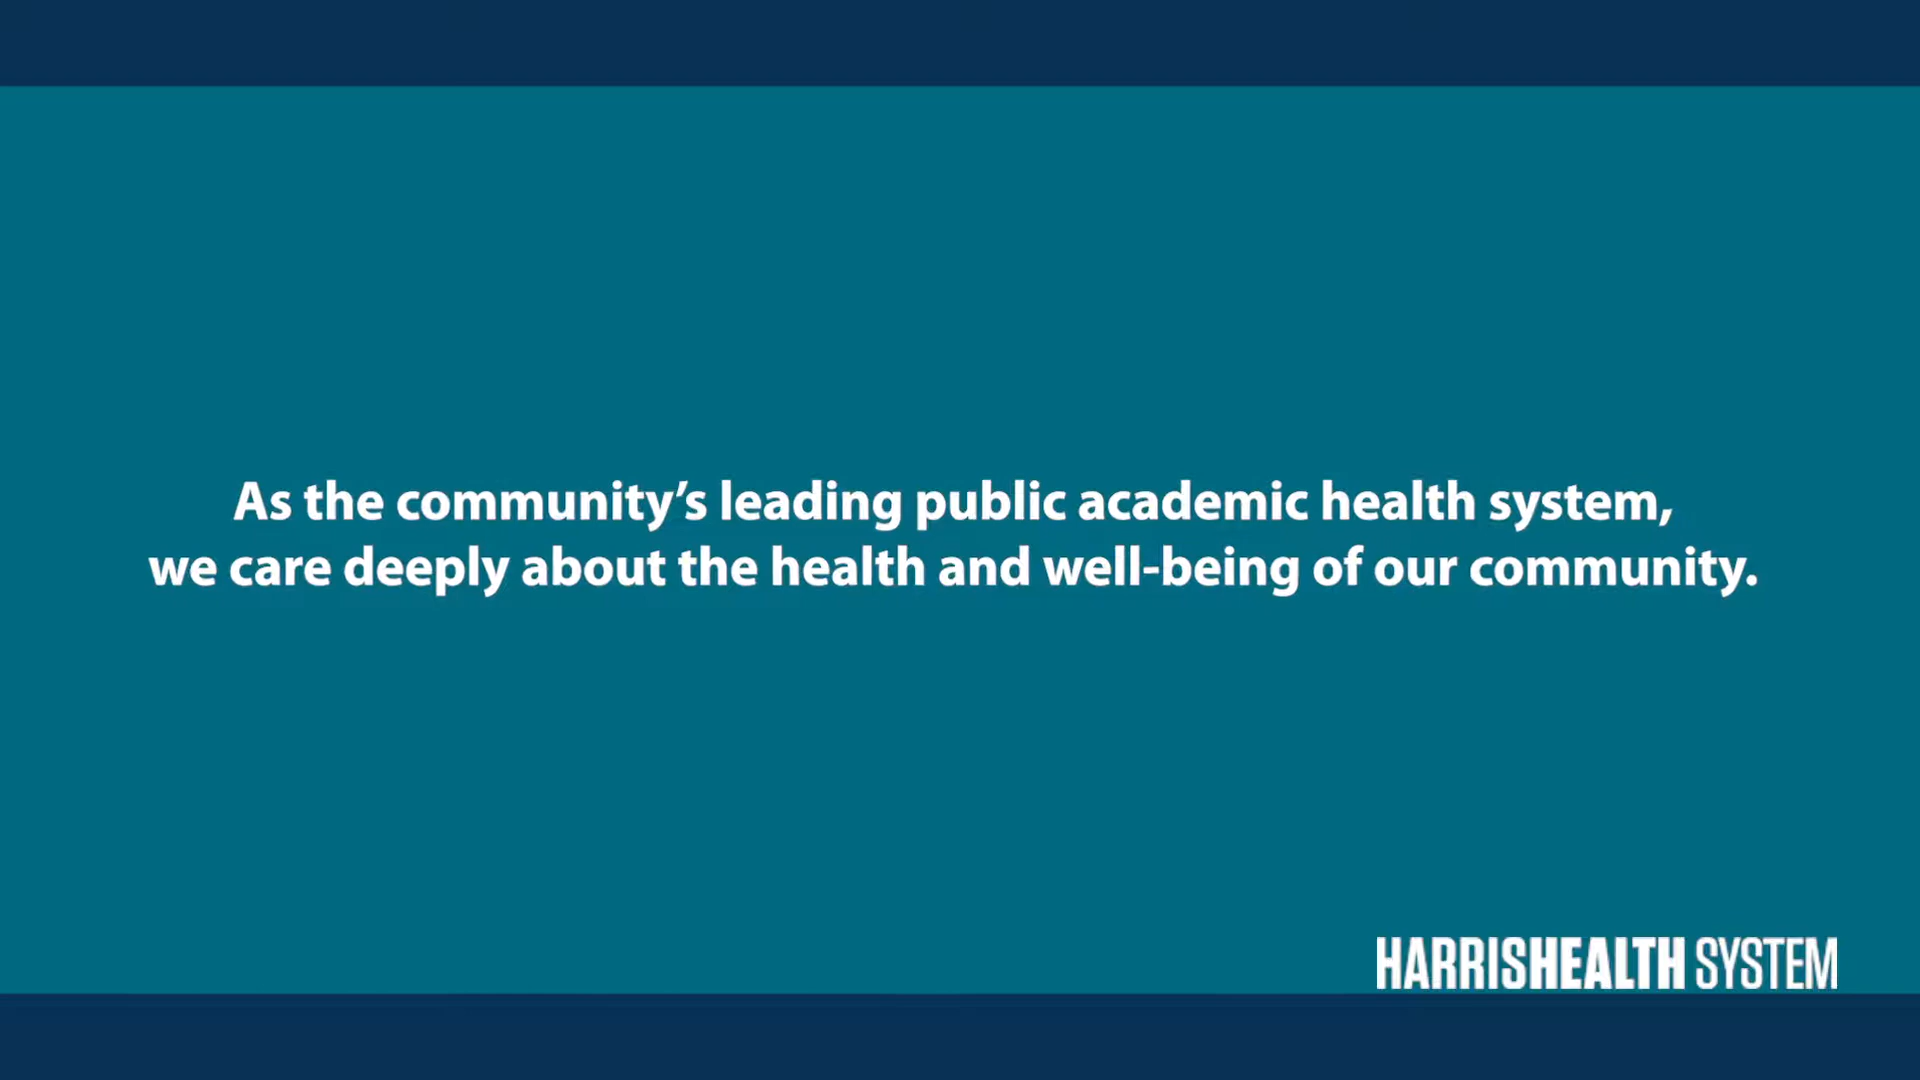 As the community’s leading public academic health system,
we care deeply about the health and well-being of our community.
HARRISHEALTH SYSTEM